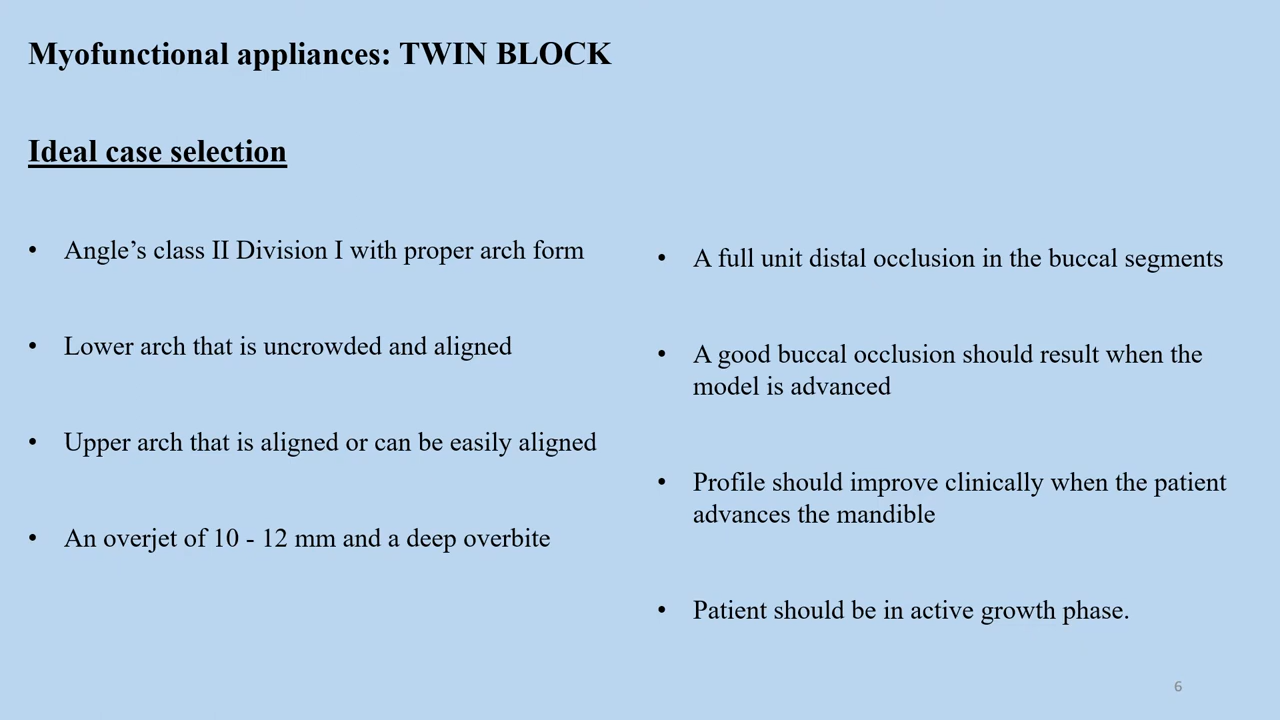 Myofunctional appliances: TWIN BLOCK
Ideal case selection
• Angle’s class II Division I with proper arch form
• Lower arch that is uncrowded and aligned
• Upper arch that is aligned or can be easily aligned
• An overjet of 10 - 12 mm and a deep overbite
• A full unit distal occlusion in the buccal segments
• A good buccal occlusion should result when the
model is advanced
• Profile should improve clinically when the patient
advances the mandible
• Patient should be in active growth phase.
6